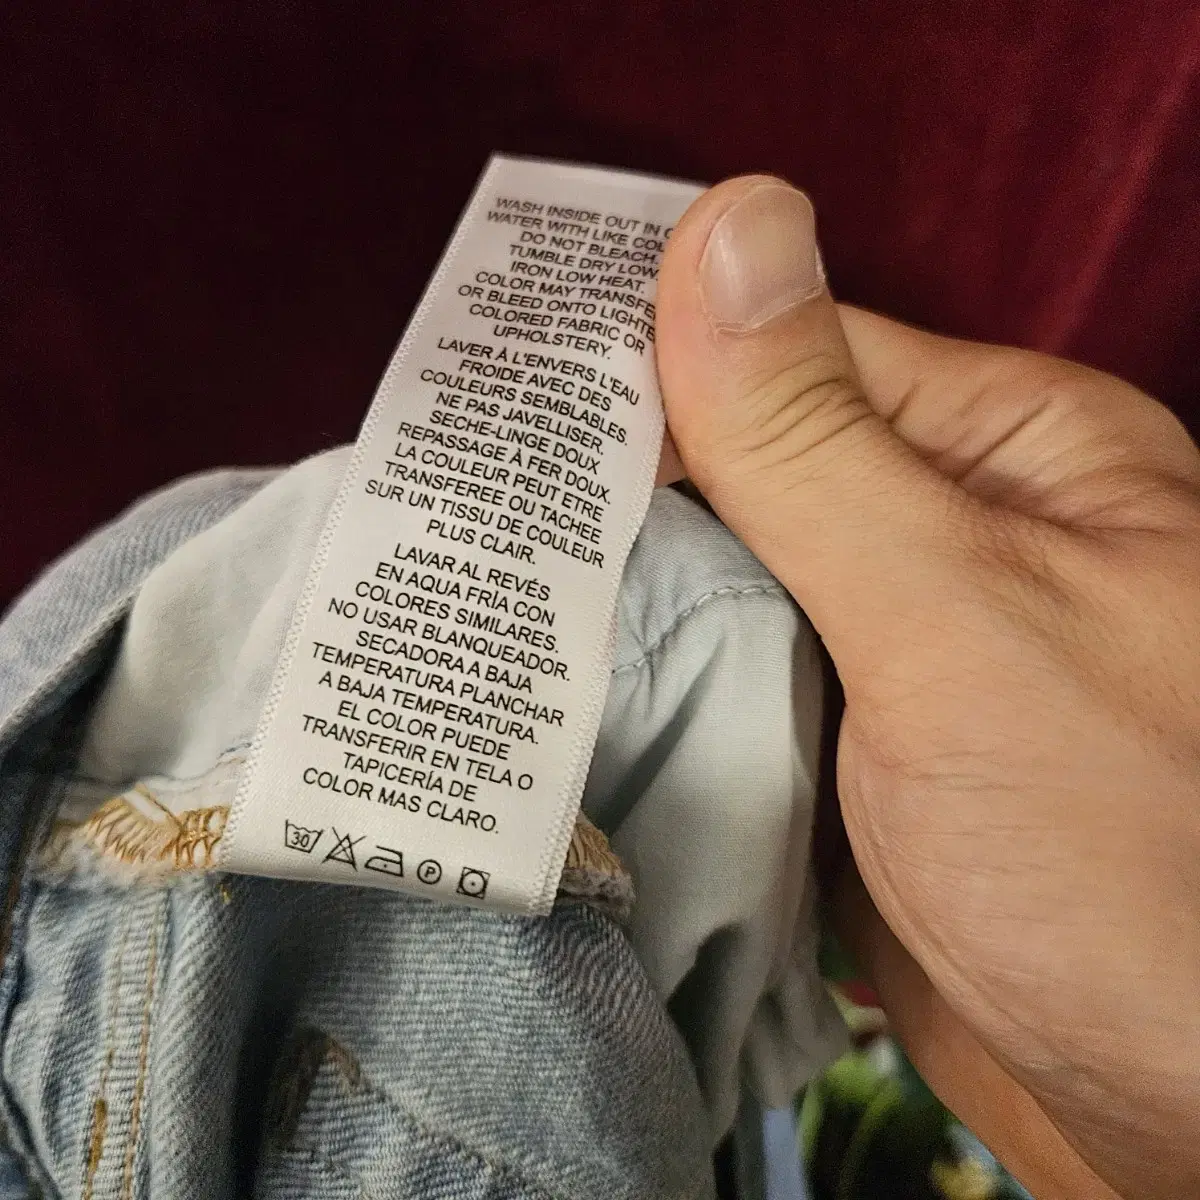 WASH INSIDE OUT IN
WATER WITH LIKE
DO NOT BLEACH.
TUMBLE DRY LOW.
IRON LOW HEAT.
COLOR MAY
OR BLEED ONTO
COLORED FABRIC OR
UPHOLSTERY.
LAVER À L'ENVERS L'EAU
FROIDE AVEC DES
COULEURS SEMBLABLES.
NE PAS JAVELLISER.
SECHE-LINGE DOUX
REPASSAGE À FER DOUX.
LA COULEUR PEUT ETRE
TRANSFEREE OU TACHEE
SUR UN TISSU DE COULEUR
PLUS CLAIR.
LAVAR AL REVÉS
EN AQUA FRÍA CON
COLORES SIMILARES.
NO USAR BLANQUEADOR.
SECADORA A BAJA
TEMPERATURA PLANCHAR
A BAJA TEMPERATURA.
EL COLOR PUEDE
TRANSFERIR EN TELA O
TAPICERÍA DE
COLOR MAS CLARO.
30 P